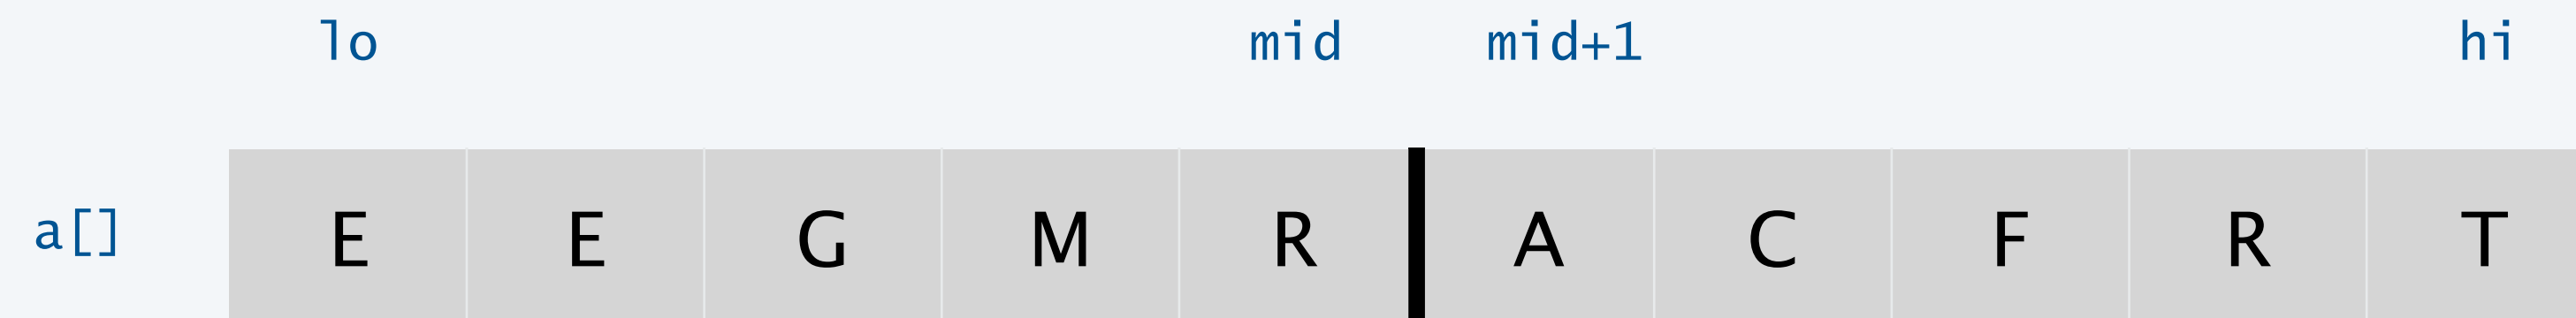 lo mid mid+1 hi
a[] E E G M R A C F R T